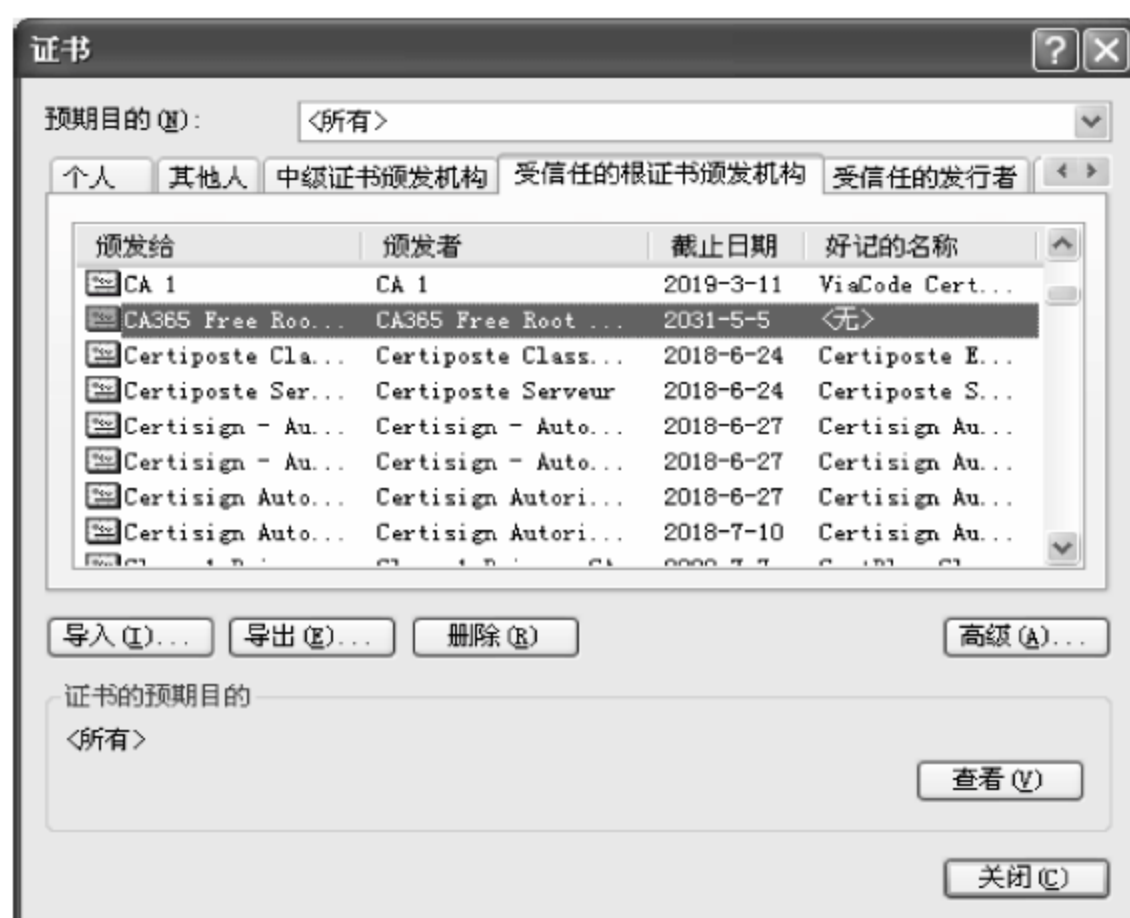 证书
预期目的(N): <所有>
个人 其他人 中级证书颁发机构 受信任的根证书颁发机构 受信任的发行者
颁发给 颁发者 截止日期 好记的名称
CA 1 CA 1 2019-3-11 ViaCode Cert...
CA365 Free Roo... CA365 Free Root ... 2031-5-5 <无>
Certiposte Cla... Certiposte Class... 2018-6-24 Certiposte E...
Certiposte Ser... Certiposte Serveur 2018-6-24 Certiposte S...
Certisign - Au... Certisign - Auto... 2018-6-27 Certisign Au...
Certisign - Au... Certisign - Auto... 2018-6-27 Certisign Au...
Certisign Auto... Certisign Autori... 2018-6-27 Certisign Au...
Certisign Auto... Certisign Autori... 2018-7-10 Certisign Au...
导入(I)... 导出(E)... 删除(R) 高级(A)...
证书的预期目的
<所有>
查看(V)
关闭(C)